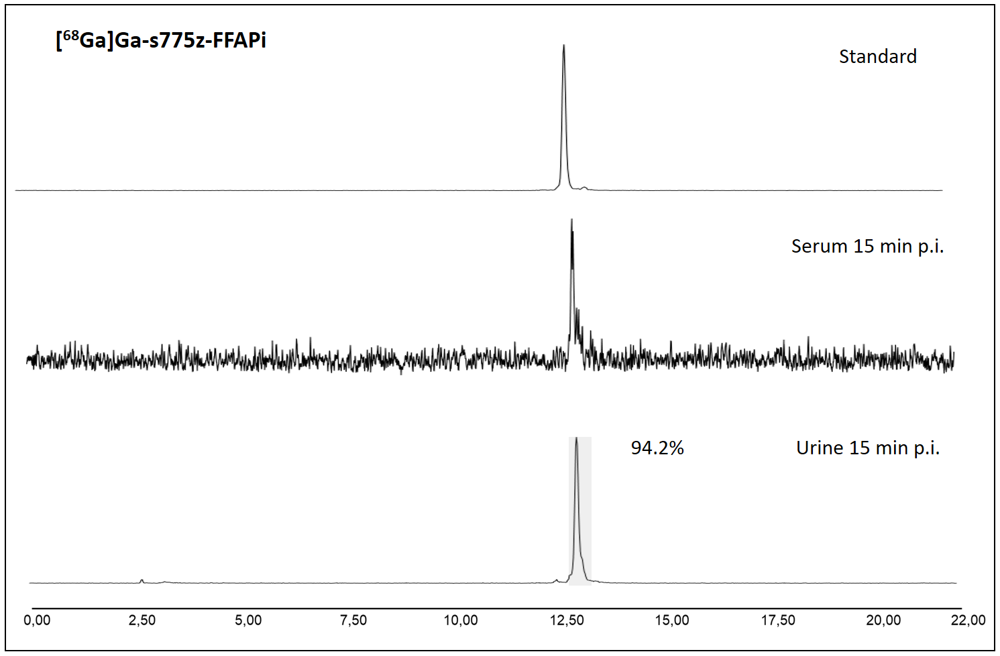 [⁶⁸Ga]Ga-s775z-FFAPi
Standard
Serum 15 min p.i.
94.2%
Urine 15 min p.i.
0,00 2,50 5,00 7,50 10,00 12,50 15,00 17,50 20,00 22,00